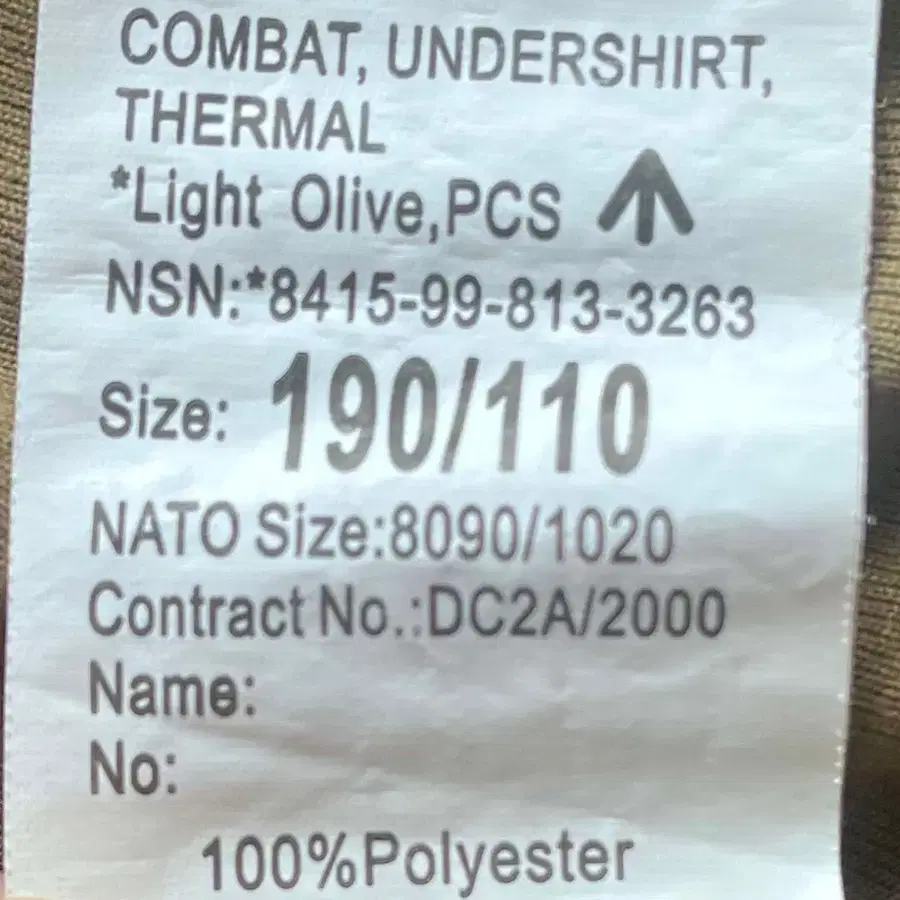 COMBAT, UNDERSHIRT,
THERMAL
*Light Olive,PCS
NSN:*8415-99-813-3263
Size: 190/110
NATO Size:8090/1020
Contract No.:DC2A/2000
Name:
No:
100%Polyester